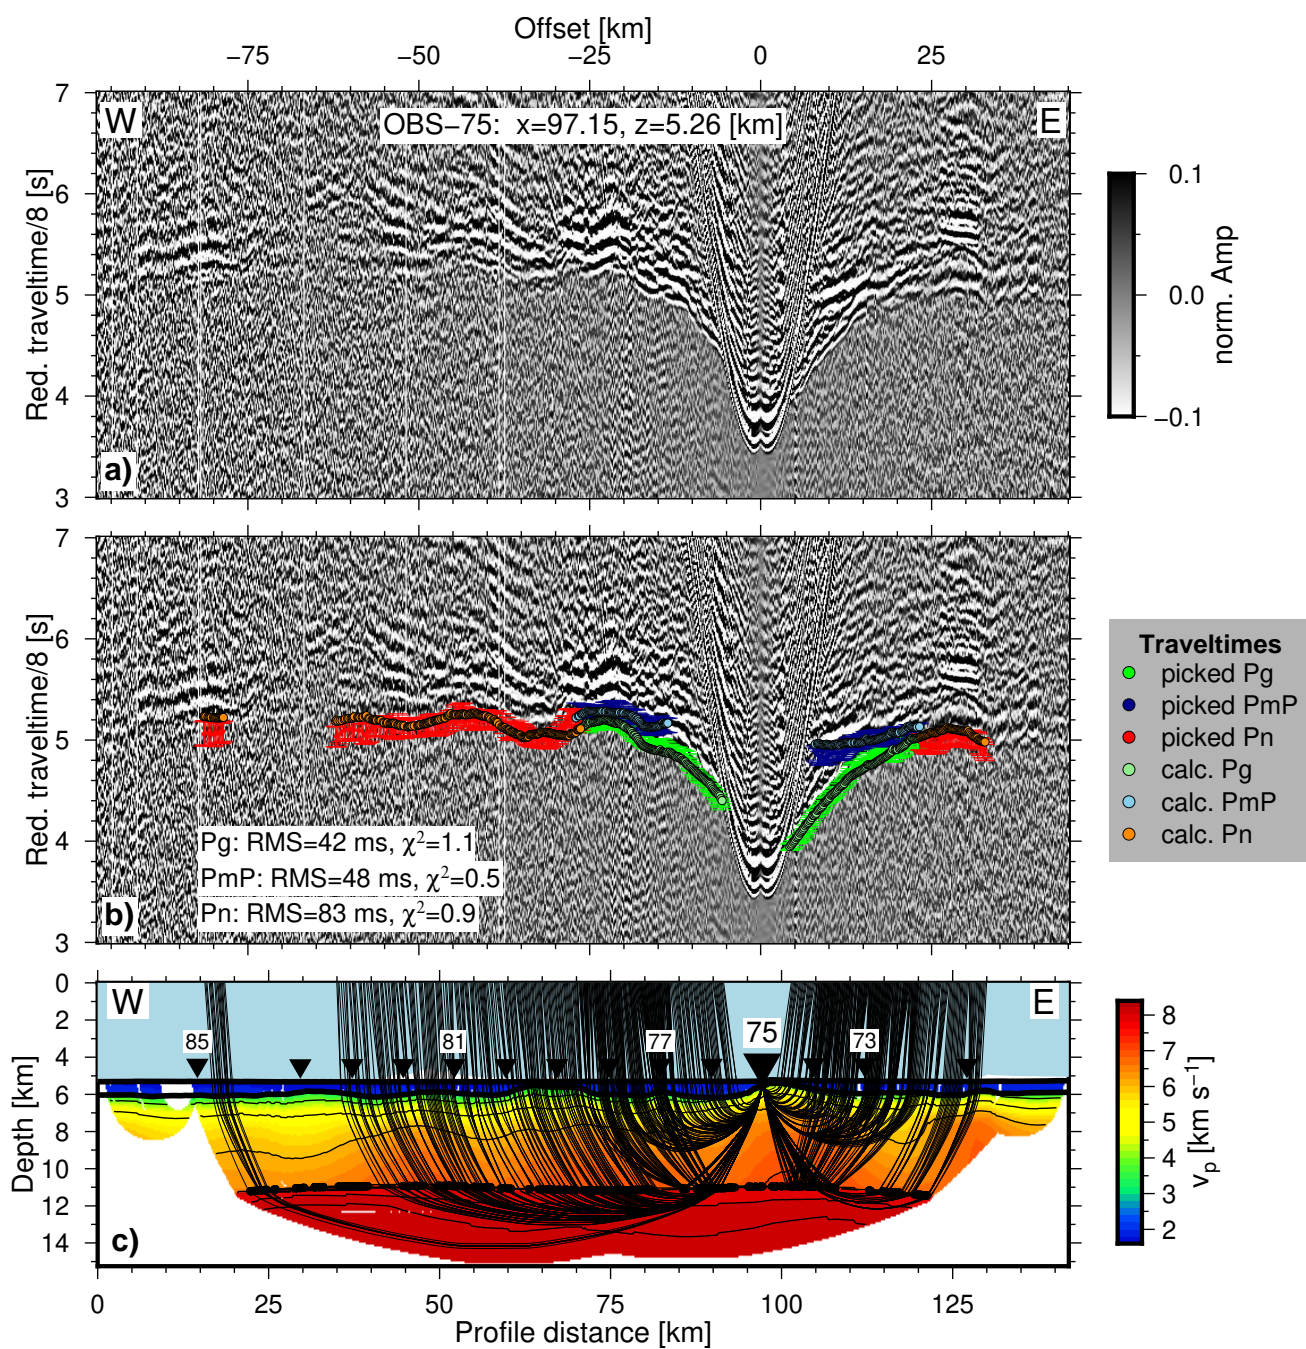 Offset [km]
−75 −50 −25 0 25
W E
OBS−75: x=97.15, z=5.26 [km]
7
6
5
4
3
Red. traveltime/8 [s]
a)
0.1
0.0
−0.1
norm. Amp
7
6
5
4
3
Red. traveltime/8 [s]
Pg: RMS=42 ms, χ²=1.1
PmP: RMS=48 ms, χ²=0.5
Pn: RMS=83 ms, χ²=0.9
b)
Traveltimes
picked Pg
picked PmP
picked Pn
calc. Pg
calc. PmP
calc. Pn
W E
85 81 77 75 73
0
2
4
6
8
10
12
14
Depth [km]
c)
8
7
6
5
4
3
2
vₚ [km s⁻¹]
0 25 50 75 100 125
Profile distance [km]